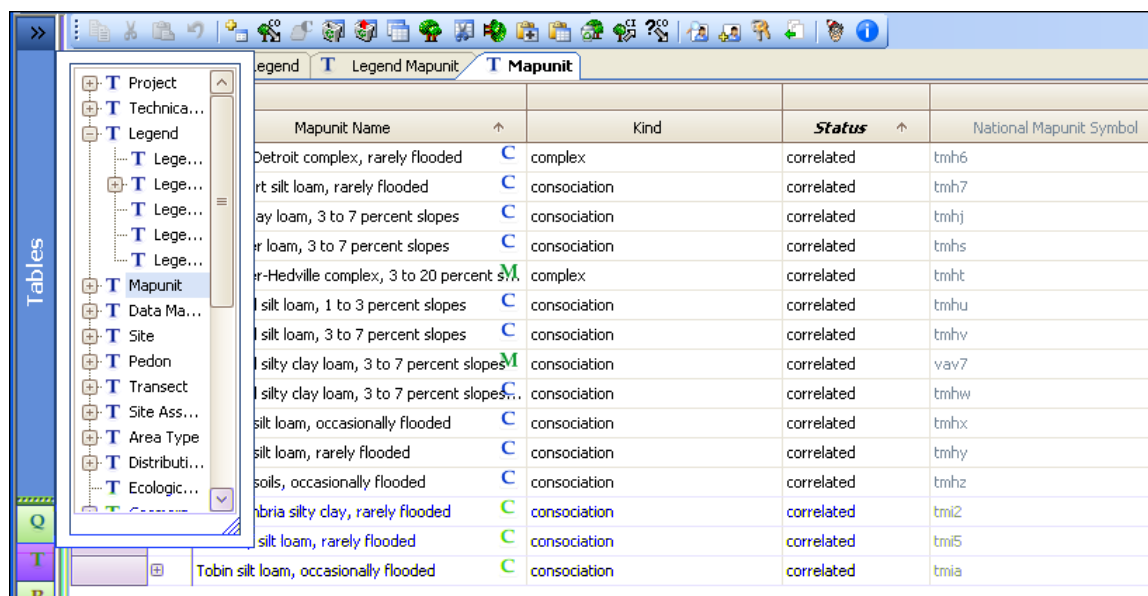 »
CO CI CO
?
i
Tables
Q
T
T Project
T Technica...
T Legend
T Lege...
T Lege...
T Lege...
T Lege...
T Lege...
T Mapunit
T Data Ma...
T Site
T Pedon
T Transect
T Site Ass...
T Area Type
T Distributi...
T Ecologic...
egend T Legend Mapunit T Mapunit
Mapunit Name Kind Status National Mapunit Symbol
Detroit complex, rarely flooded C complex correlated tmh6
rt silt loam, rarely flooded C consociation correlated tmh7
ay loam, 3 to 7 percent slopes C consociation correlated tmhj
r loam, 3 to 7 percent slopes C consociation correlated tmhs
er-Hedville complex, 3 to 20 percent s... M complex correlated tmht
silt loam, 1 to 3 percent slopes C consociation correlated tmhu
silt loam, 3 to 7 percent slopes C consociation correlated tmhv
silty clay loam, 3 to 7 percent slopes M consociation correlated vav7
silty clay loam, 3 to 7 percent slopes... C consociation correlated tmhw
silt loam, occasionally flooded C consociation correlated tmhx
silt loam, rarely flooded C consociation correlated tmhy
soils, occasionally flooded C consociation correlated tmhz
bria silty clay, rarely flooded C consociation correlated tmi2
silt loam, rarely flooded C consociation correlated tmi5
Tobin silt loam, occasionally flooded C consociation correlated tmia